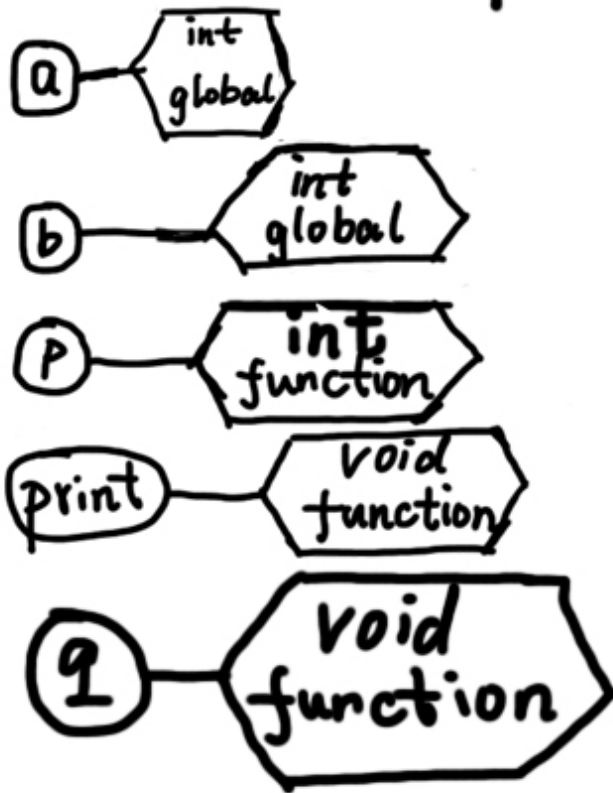 a
int
global
b
int
global
p
int
function
print
void
function
q
void
function